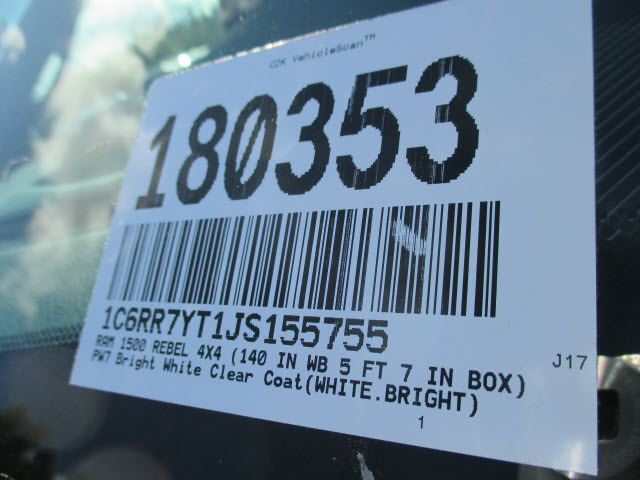 CDK VehicleScan™
180353
1C6RR7YT1JS155755
RAM 1500 REBEL 4X4 (140 IN WB 5 FT 7 IN BOX)
J17
PW7 Bright White Clear Coat(WHITE.BRIGHT)
1